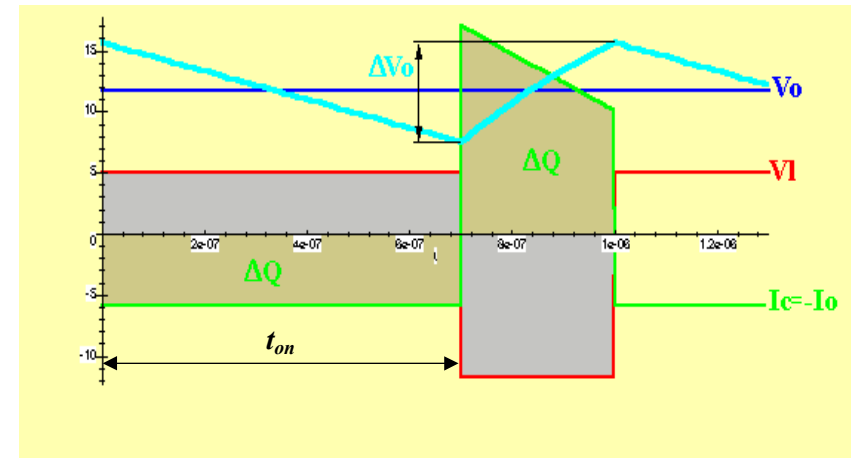 15
ΔVo
Vo
10
ΔQ
5
Vl
0
2e-07
4e-07
6e-07
8e-07
1e-06
1.2e-06
t
ΔQ
-5
Ic=-Io
ton
-10